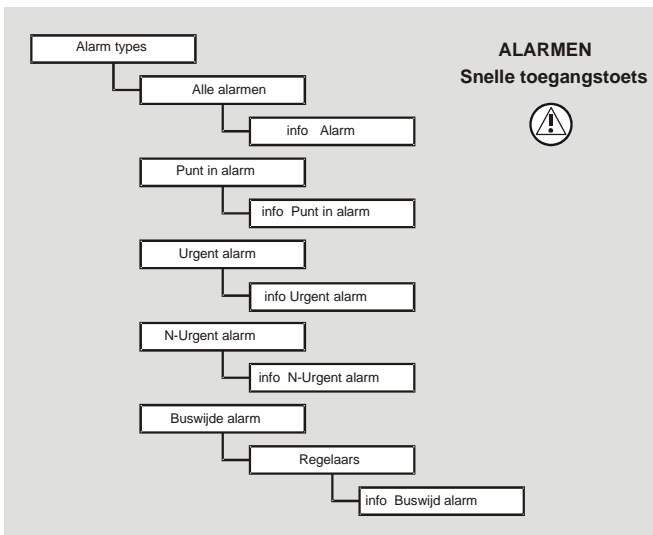 Alarm types
ALARMEN
Snelle toegangstoets
Alle alarmen
info Alarm
Punt in alarm
info Punt in alarm
Urgent alarm
info Urgent alarm
N-Urgent alarm
info N-Urgent alarm
Buswijde alarm
Regelaars
info Buswijd alarm